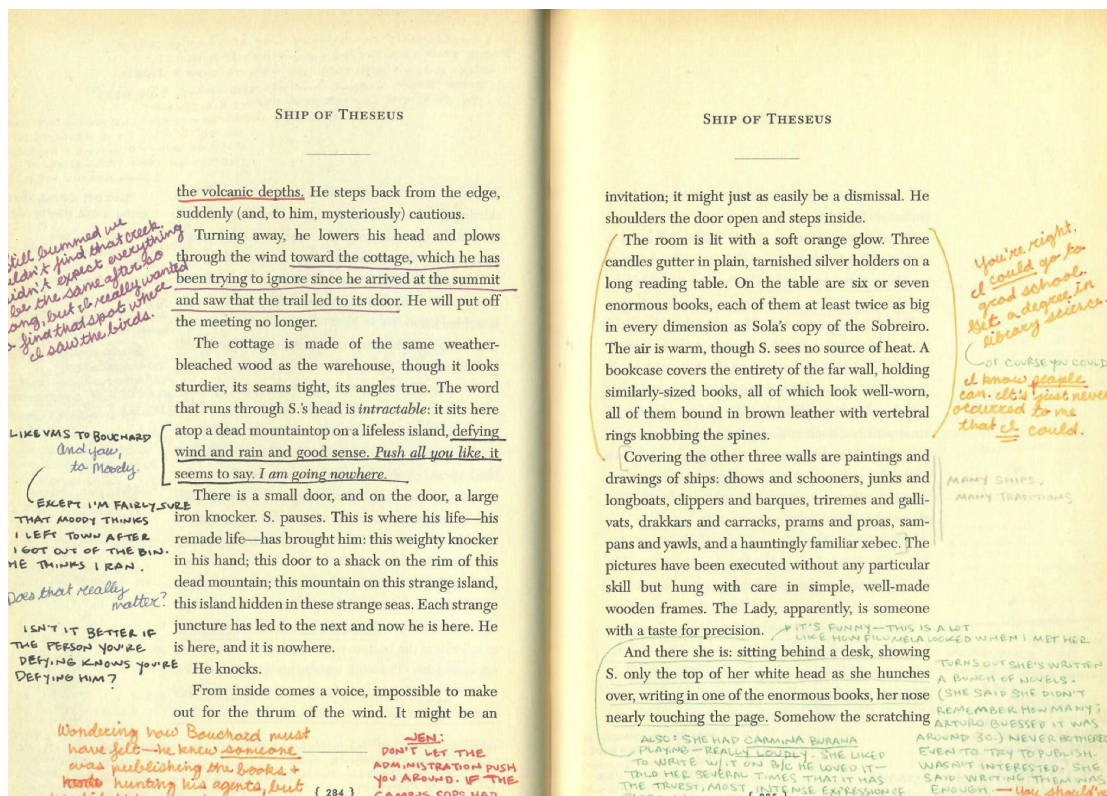 SHIP OF THESEUS
the volcanic depths. He steps back from the edge,
suddenly (and, to him, mysteriously) cautious.
Turning away, he lowers his head and plows
through the wind toward the cottage, which he has
been trying to ignore since he arrived at the summit
and saw that the trail led to its door. He will put off
the meeting no longer.
The cottage is made of the same weather-
bleached wood as the warehouse, though it looks
sturdier, its seams tight, its angles true. The word
that runs through S.'s head is intractable: it sits here
atop a dead mountaintop on a lifeless island, defying
wind and rain and good sense. Push all you like, it
seems to say. I am going nowhere.
There is a small door, and on the door, a large
iron knocker. S. pauses. This is where his life—his
remade life—has brought him: this weighty knocker
in his hand; this door to a shack on the rim of this
dead mountain; this mountain on this strange island,
this island hidden in these strange seas. Each strange
juncture has led to the next and now he is here. He
is here, and it is nowhere.
He knocks.
From inside comes a voice, impossible to make
out for the thrum of the wind. It might be an
{ 284 }
still bummed we
couldn't find that creek.
didn't expect everything
to be the same after so
long, but I really wanted
to find that spot where
I saw the birds.
LIKE VMS TO BOUCHARD
and you,
to Moody.
EXCEPT I'M FAIRLY SURE
THAT MOODY THINKS
I LEFT TOWN AFTER
I GOT OUT OF THE BIN.
HE THINKS I RAN.
Does that really
matter?
ISN'T IT BETTER IF
THE PERSON YOU'RE
DEFYING KNOWS YOU'RE
DEFYING HIM?
Wondering how Bouchard must
have felt—he knew someone
was publishing the books +
hunting his agents, but
JEN:
DON'T LET THE
ADMINISTRATION PUSH
YOU AROUND. IF THE
CAMPUS COPS HAD
SHIP OF THESEUS
invitation; it might just as easily be a dismissal. He
shoulders the door open and steps inside.
The room is lit with a soft orange glow. Three
candles gutter in plain, tarnished silver holders on a
long reading table. On the table are six or seven
enormous books, each of them at least twice as big
in every dimension as Sola's copy of the Sobreiro.
The air is warm, though S. sees no source of heat. A
bookcase covers the entirety of the far wall, holding
similarly-sized books, all of which look well-worn,
all of them bound in brown leather with vertebral
rings knobbing the spines.
Covering the other three walls are paintings and
drawings of ships: dhows and schooners, junks and
longboats, clippers and barques, triremes and galli-
vats, drakkars and carracks, prams and proas, sam-
pans and yawls, and a hauntingly familiar xebec. The
pictures have been executed without any particular
skill but hung with care in simple, well-made
wooden frames. The Lady, apparently, is someone
with a taste for precision.
And there she is: sitting behind a desk, showing
S. only the top of her white head as she hunches
over, writing in one of the enormous books, her nose
nearly touching the page. Somehow the scratching
You're right.
I could go to
grad school.
Get a degree in
library science.
OF COURSE YOU COULD
I know people
can. It's just never
occurred to me
that I could.
MANY SHIPS.
MANY TRADITIONS
IT'S FUNNY—THIS IS A LOT
LIKE HOW FILOMELA LOOKED WHEN I MET HER
TURNS OUT SHE'S WRITTEN
A BUNCH OF NOVELS.
(SHE SAID SHE DIDN'T
REMEMBER HOW MANY;
ARTURO GUESSED IT WAS
AROUND 30.) NEVER BOTHERED
EVEN TO TRY TO PUBLISH.
WASN'T INTERESTED. SHE
SAID WRITING THEM WAS
ENOUGH. — You should've
ALSO: SHE HAD CARMINA BURANA
PLAYING—REALLY LOUDLY. SHE LIKED
TO WRITE W/IT ON B/C HE LOVED IT—
TOLD HER SEVERAL TIMES THAT IT HAS
THE TRUEST, MOST INTENSE EXPRESSION OF